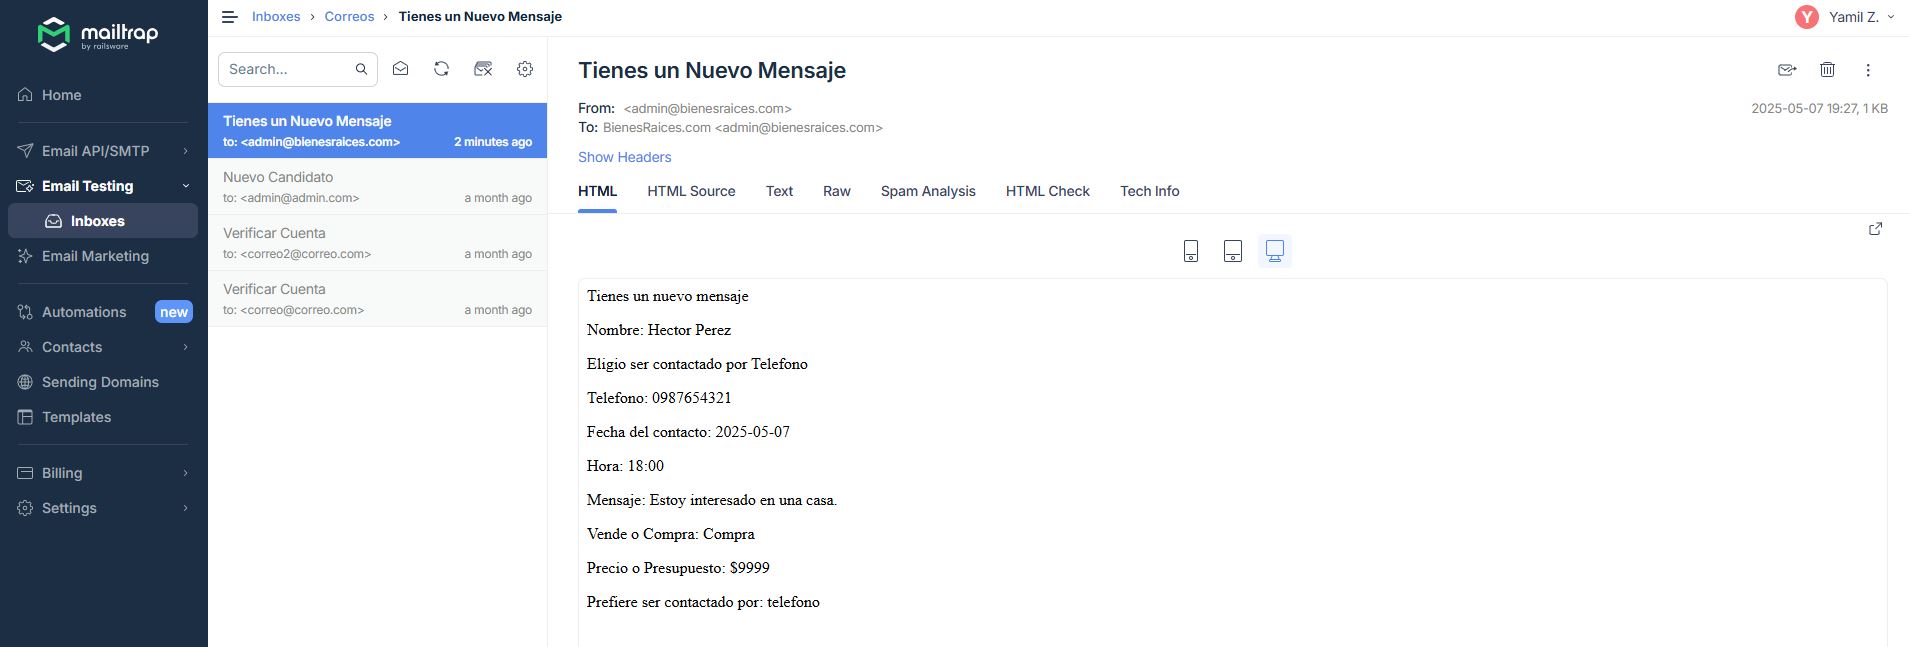 mailtrap
by railsware
Home
Email API/SMTP
Email Testing
Inboxes
Email Marketing
Automations new
Contacts
Sending Domains
Templates
Billing
Settings
Inboxes › Correos › Tienes un Nuevo Mensaje
Y Yamil Z.
Search...
Tienes un Nuevo Mensaje
to: <admin@bienesraices.com> 2 minutes ago
Nuevo Candidato
to: <admin@admin.com> a month ago
Verificar Cuenta
to: <correo2@correo.com> a month ago
Verificar Cuenta
to: <correo@correo.com> a month ago
Tienes un Nuevo Mensaje
From: <admin@bienesraices.com> 2025-05-07 19:27, 1 KB
To: BienesRaices.com <admin@bienesraices.com>
Show Headers
HTML HTML Source Text Raw Spam Analysis HTML Check Tech Info
Tienes un nuevo mensaje
Nombre: Hector Perez
Eligio ser contactado por Telefono
Telefono: 0987654321
Fecha del contacto: 2025-05-07
Hora: 18:00
Mensaje: Estoy interesado en una casa.
Vende o Compra: Compra
Precio o Presupuesto: $9999
Prefiere ser contactado por: telefono